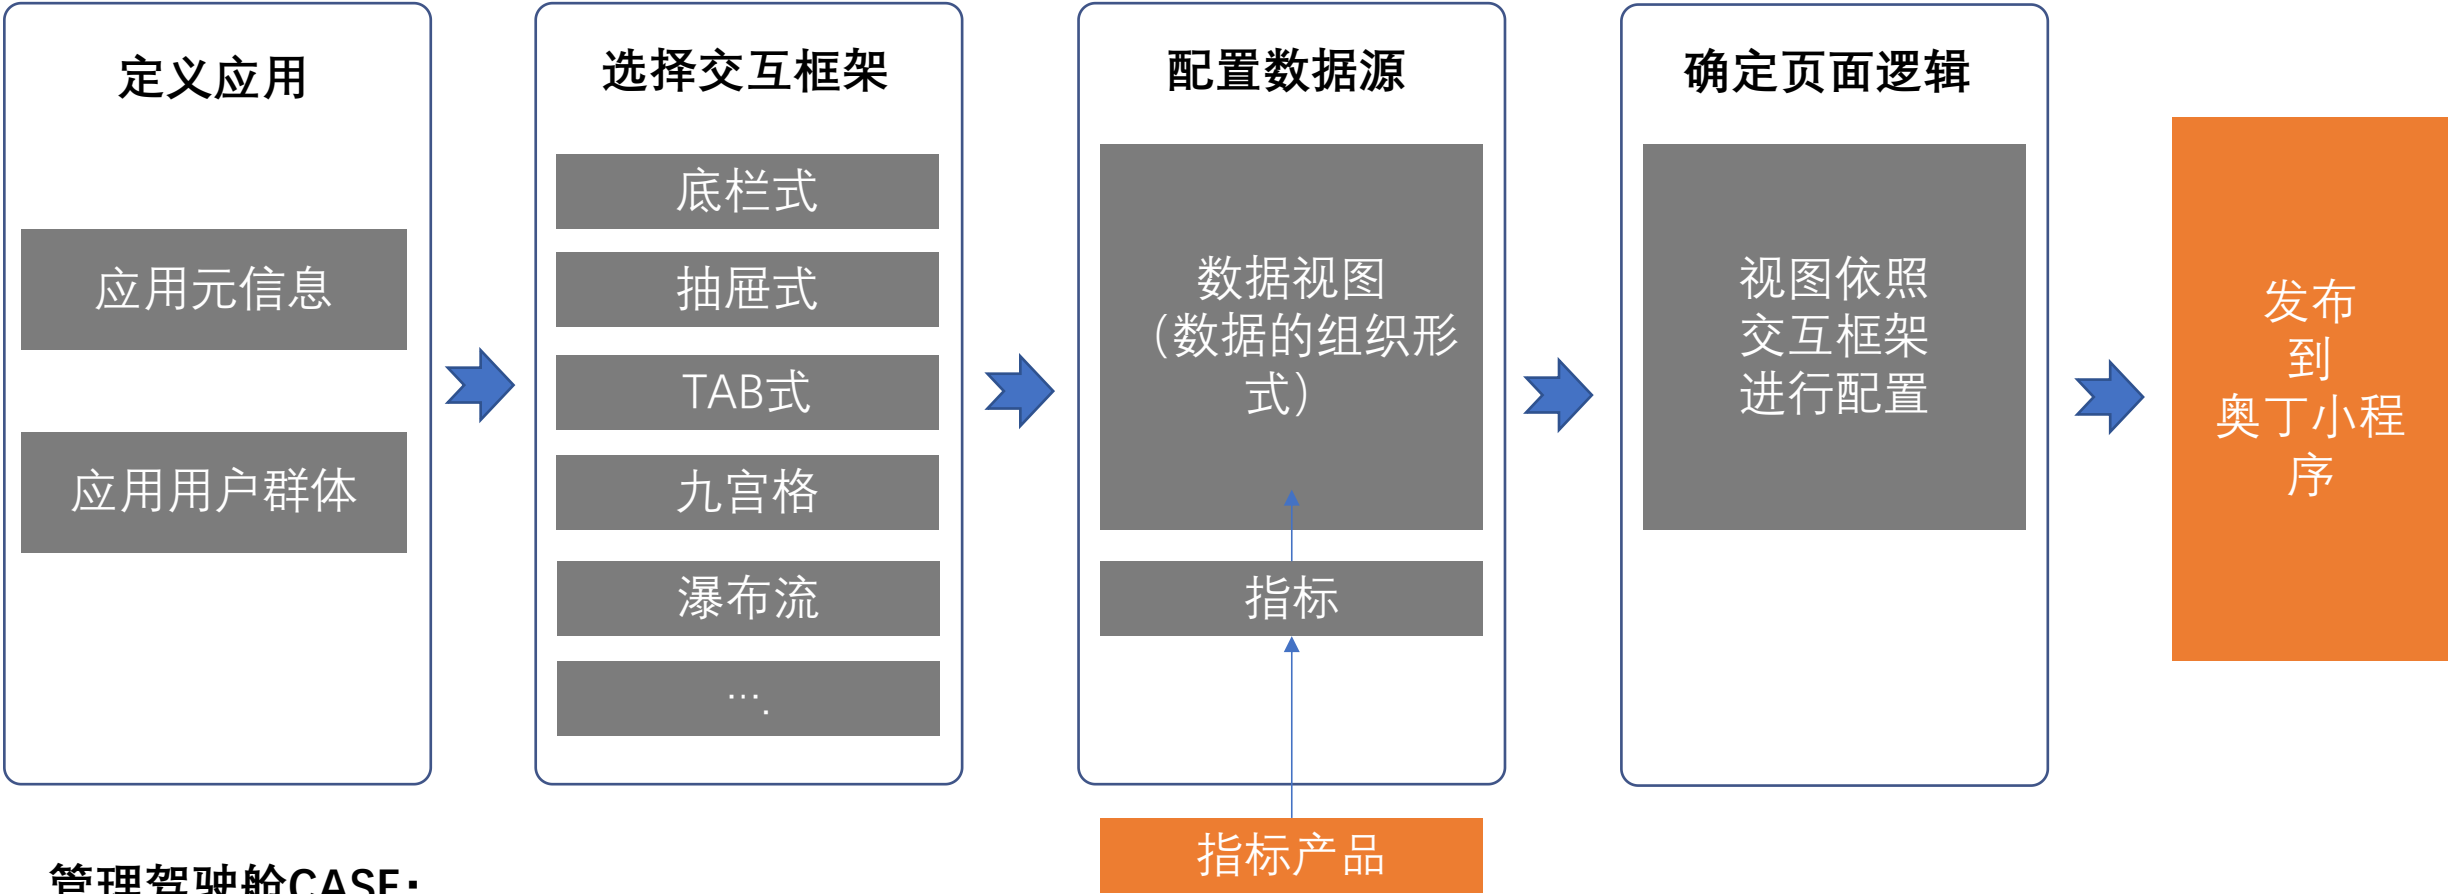 定义应用
应用元信息
应用用户群体
选择交互框架
底栏式
抽屉式
TAB式
九宫格
瀑布流
….
配置数据源
数据视图
（数据的组织形
式）
指标
指标产品
确定页面逻辑
视图依照
交互框架
进行配置
发布
到
奥丁小程
序
管理驾驶舱CASE: